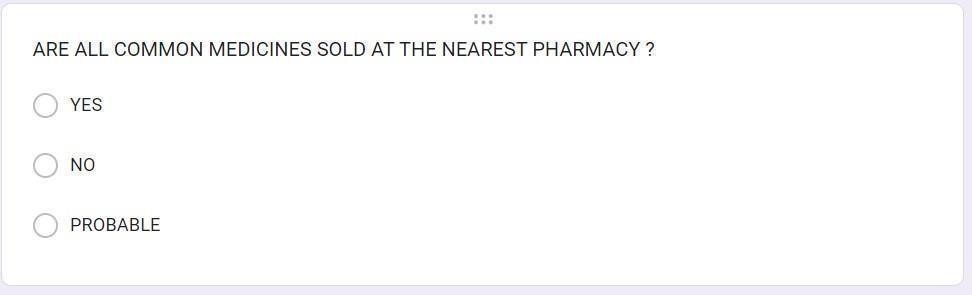 ARE ALL COMMON MEDICINES SOLD AT THE NEAREST PHARMACY ?
YES
NO
PROBABLE